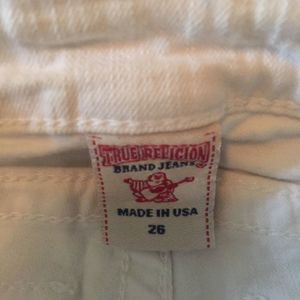 TRUE RELIGION
BRAND JEANS
MADE IN USA
26